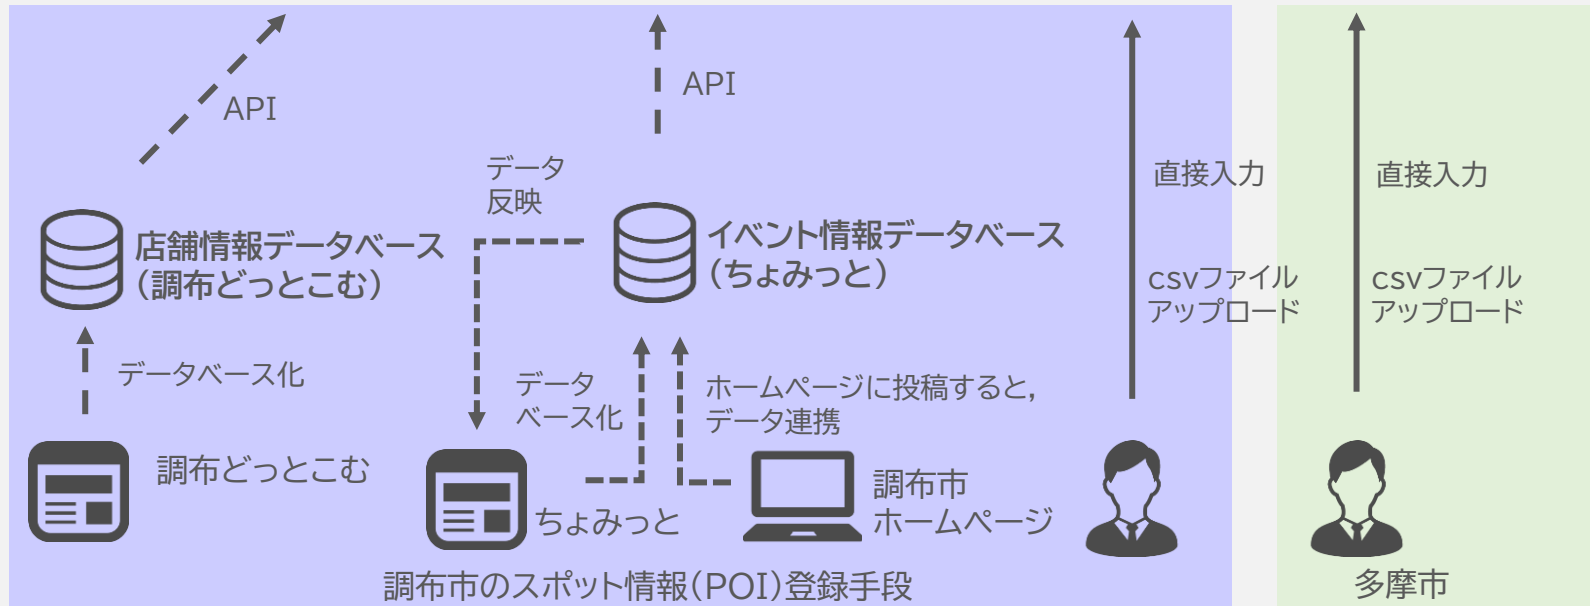 API
API
データ
反映
直接入力
直接入力
店舗情報データベース
（調布どっとこむ）
イベント情報データベース
（ちょみっと）
csvファイル
アップロード
csvファイル
アップロード
データベース化
データ
ベース化
ホームページに投稿すると，
データ連携
調布どっとこむ
ちょみっと
調布市
ホームページ
調布市のスポット情報（POI）登録手段
多摩市